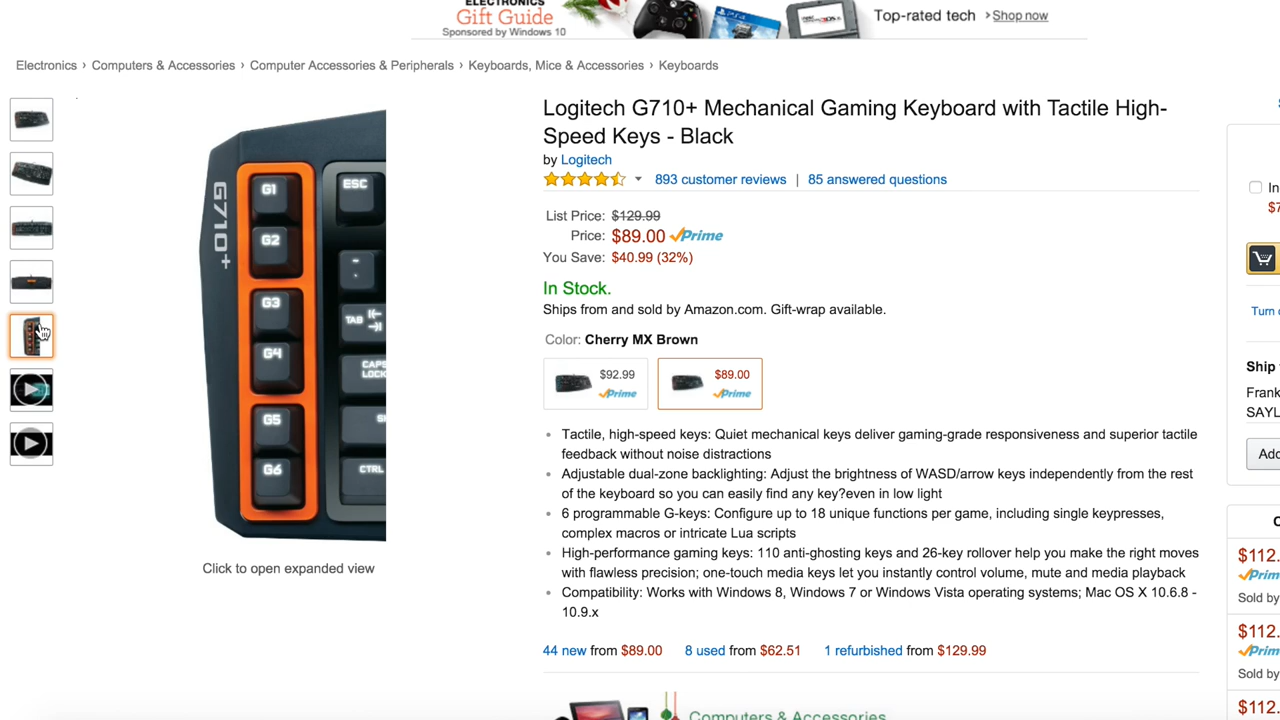 ELECTRONICS
Gift Guide
Sponsored by Windows 10
Top-rated tech › Shop now
Electronics › Computers & Accessories › Computer Accessories & Peripherals › Keyboards, Mice & Accessories › Keyboards
Logitech G710+ Mechanical Gaming Keyboard with Tactile High-
Speed Keys - Black
by Logitech
893 customer reviews | 85 answered questions
List Price: $129.99
Price: $89.00 Prime
You Save: $40.99 (32%)
In Stock.
Ships from and sold by Amazon.com. Gift-wrap available.
Color: Cherry MX Brown
$92.99 $89.00
Prime Prime
Tactile, high-speed keys: Quiet mechanical keys deliver gaming-grade responsiveness and superior tactile
feedback without noise distractions
Adjustable dual-zone backlighting: Adjust the brightness of WASD/arrow keys independently from the rest
of the keyboard so you can easily find any key?even in low light
6 programmable G-keys: Configure up to 18 unique functions per game, including single keypresses,
complex macros or intricate Lua scripts
High-performance gaming keys: 110 anti-ghosting keys and 26-key rollover help you make the right moves
with flawless precision; one-touch media keys let you instantly control volume, mute and media playback
Compatibility: Works with Windows 8, Windows 7 or Windows Vista operating systems; Mac OS X 10.6.8 -
10.9.x
44 new from $89.00 8 used from $62.51 1 refurbished from $129.99
Computers & Accessories
G710+
G1
ESC
G2
G3
TAB
G4
CAPS
LOCK
G5
G6
CTRL
Click to open expanded view
In
$7
Turn
Ship
Frank
SAYL
Add
$112.
Prim
Sold by
$112.
Prim
Sold by
$112.